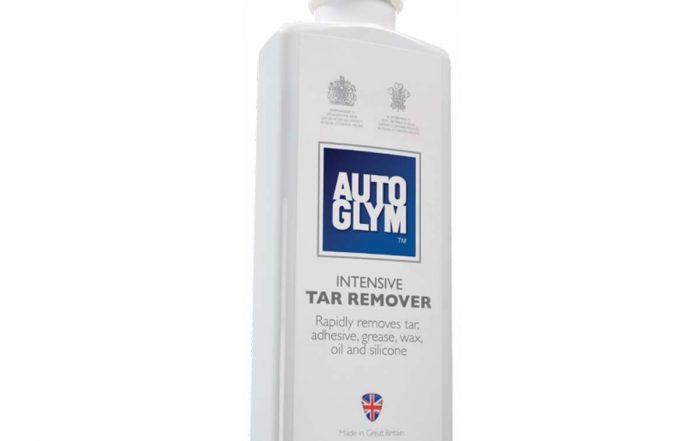 AUTO
GLYM
TM
INTENSIVE
TAR REMOVER
Rapidly removes tar,
adhesive, grease, wax,
oil and silicone
Made in Great Britain